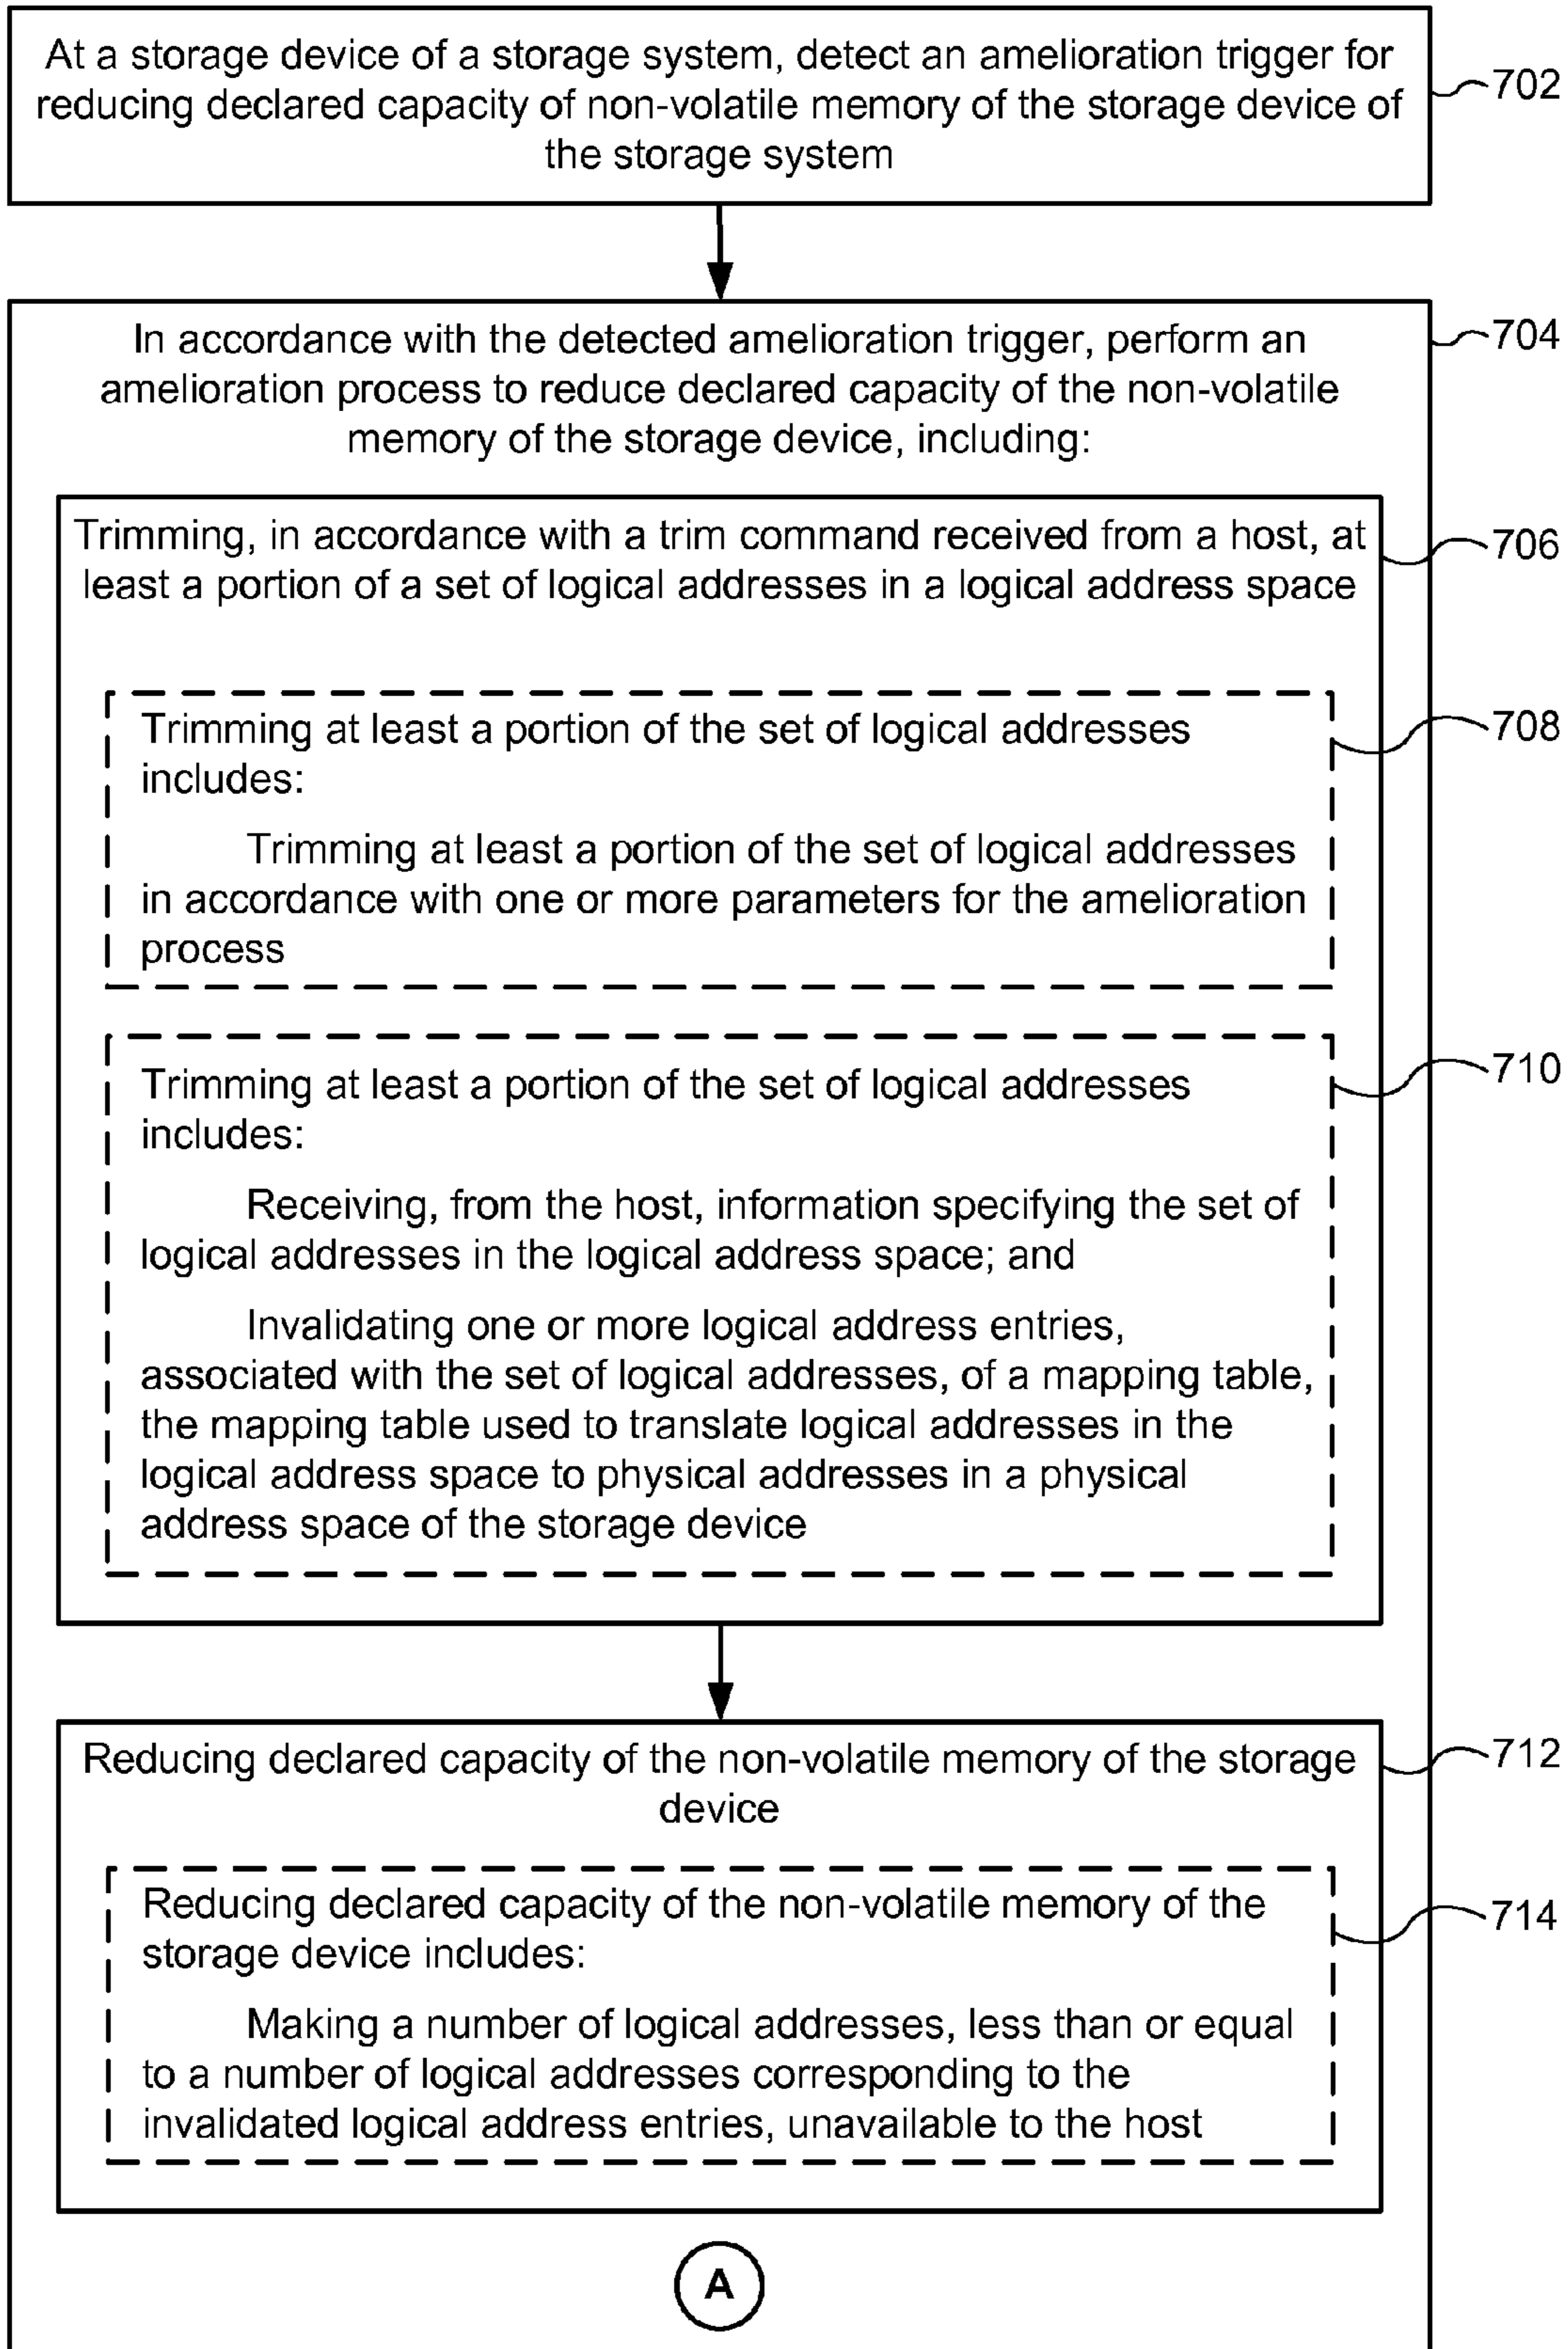 At a storage device of a storage system, detect an amelioration trigger for
reducing declared capacity of non-volatile memory of the storage device of
the storage system
702
In accordance with the detected amelioration trigger, perform an
amelioration process to reduce declared capacity of the non-volatile
memory of the storage device, including:
704
Trimming, in accordance with a trim command received from a host, at
least a portion of a set of logical addresses in a logical address space
706
Trimming at least a portion of the set of logical addresses
includes:
Trimming at least a portion of the set of logical addresses
in accordance with one or more parameters for the amelioration
process
708
Trimming at least a portion of the set of logical addresses
includes:
Receiving, from the host, information specifying the set of
logical addresses in the logical address space; and
Invalidating one or more logical address entries,
associated with the set of logical addresses, of a mapping table,
the mapping table used to translate logical addresses in the
logical address space to physical addresses in a physical
address space of the storage device
710
Reducing declared capacity of the non-volatile memory of the storage
device
712
Reducing declared capacity of the non-volatile memory of the
storage device includes:
Making a number of logical addresses, less than or equal
to a number of logical addresses corresponding to the
invalidated logical address entries, unavailable to the host
714
A